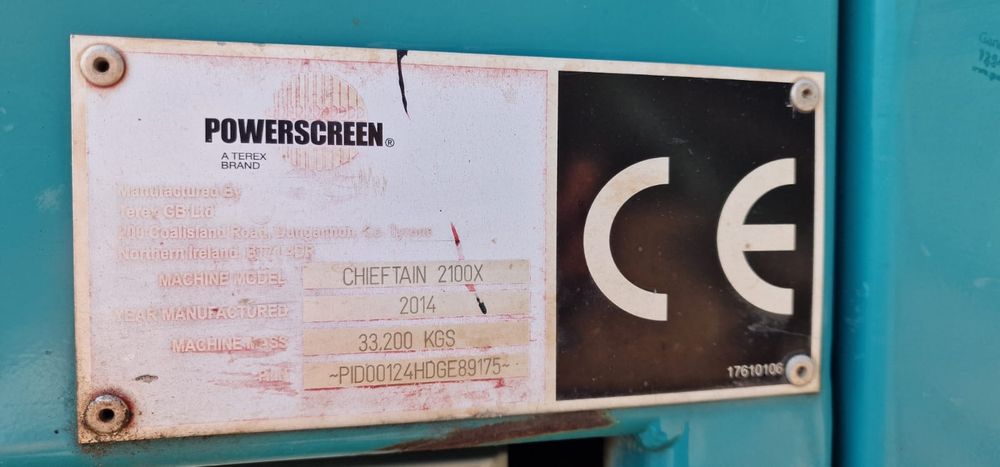 POWERSCREEN®
A TEREX
BRAND
Manufactured By
Terex GB Ltd
200 Coalisland Road, Dungannon, Co. Tyrone
Northern Ireland, BT71 4DR
MACHINE MODEL CHIEFTAIN 2100X
YEAR MANUFACTURED 2014
MACHINE MASS 33,200 KGS
~PID00124HDGE89175~
CE
17610106